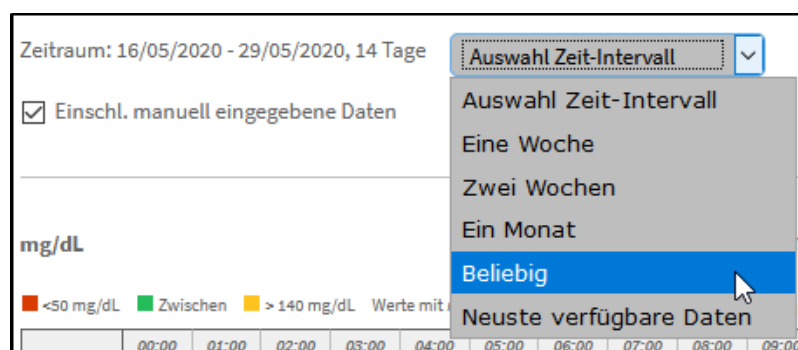 Zeitraum: 16/05/2020 - 29/05/2020, 14 Tage
Auswahl Zeit-Intervall
Einschl. manuell eingegebene Daten
Auswahl Zeit-Intervall
Eine Woche
Zwei Wochen
Ein Monat
Beliebig
Neuste verfügbare Daten
mg/dL
<50 mg/dL Zwischen > 140 mg/dL Werte mit
00:00 01:00 02:00 03:00 04:00 05:00 06:00 07:00 08:00 09:00